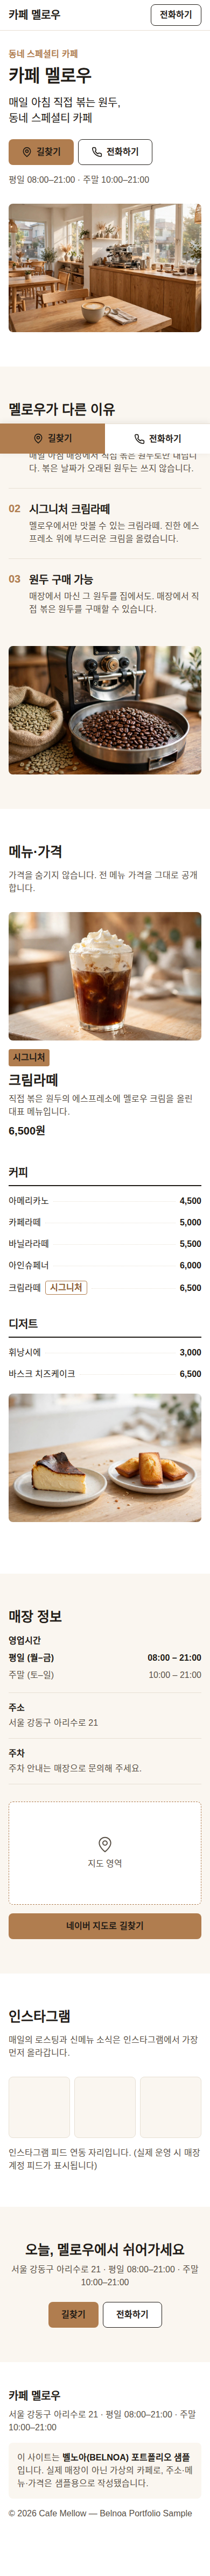 카페 멜로우
전화하기
동네 스페셜티 카페
카페 멜로우
매일 아침 직접 볶는 원두,
동네 스페셜티 카페
길찾기
전화하기
평일 08:00–21:00 · 주말 10:00–21:00
멜로우가 다른 이유
길찾기
전화하기
다. 볶은 날짜가 오래된 원두는 쓰지 않습니다.
02 시그니처 크림라떼
멜로우에서만 맛볼 수 있는 크림라떼. 진한 에스
프레소 위에 부드러운 크림을 올렸습니다.
03 원두 구매 가능
매장에서 마신 그 원두를 집에서도. 매장에서 직
접 볶은 원두를 구매할 수 있습니다.
메뉴·가격
가격을 숨기지 않습니다. 전 메뉴 가격을 그대로 공개
합니다.
시그니처
크림라떼
직접 볶은 원두의 에스프레소에 멜로우 크림을 올린
대표 메뉴입니다.
6,500원
커피
아메리카노 4,500
카페라떼 5,000
바닐라라떼 5,500
아인슈페너 6,000
크림라떼 시그니처 6,500
디저트
휘낭시에 3,000
바스크 치즈케이크 6,500
매장 정보
영업시간
평일 (월–금) 08:00 – 21:00
주말 (토–일) 10:00 – 21:00
주소
서울 강동구 아리수로 21
주차
주차 안내는 매장으로 문의해 주세요.
지도 영역
네이버 지도로 길찾기
인스타그램
매일의 로스팅과 신메뉴 소식은 인스타그램에서 가장
먼저 올라갑니다.
인스타그램 피드 연동 자리입니다. (실제 운영 시 매장
계정 피드가 표시됩니다)
오늘, 멜로우에서 쉬어가세요
서울 강동구 아리수로 21 · 평일 08:00–21:00 · 주말
10:00–21:00
길찾기
전화하기
카페 멜로우
서울 강동구 아리수로 21 · 평일 08:00–21:00 · 주말
10:00–21:00
이 사이트는 벨노아(BELNOA) 포트폴리오 샘플
입니다. 실제 매장이 아닌 가상의 카페로, 주소·메
뉴·가격은 샘플용으로 작성됐습니다.
© 2026 Cafe Mellow — Belnoa Portfolio Sample